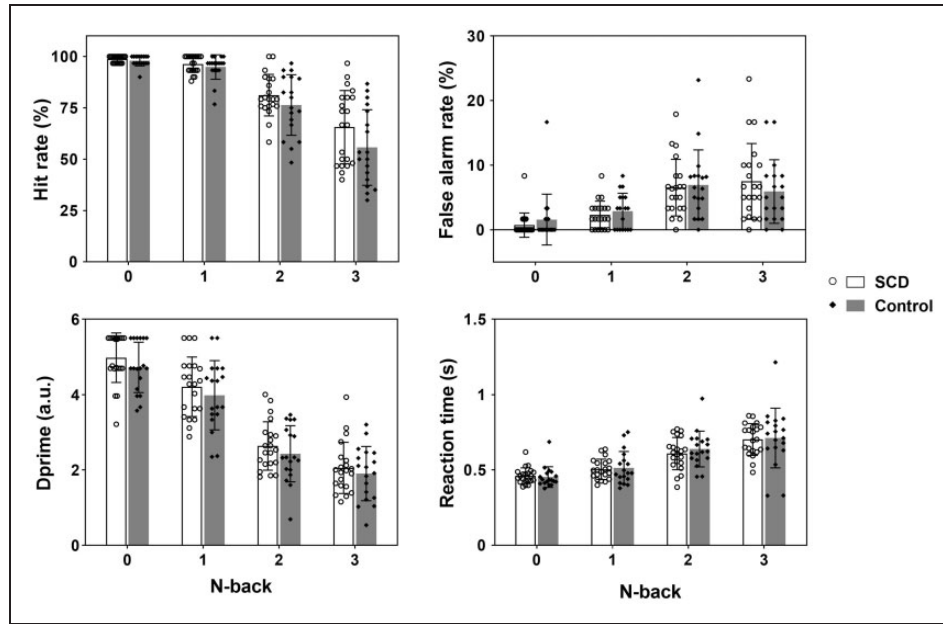 Hit rate (%)
100
75
50
25
0
0 1 2 3
False alarm rate (%)
30
20
10
0
0 1 2 3
SCD
Control
Dprime (a.u.)
6
4
2
0
0 1 2 3
N-back
Reaction time (s)
1.5
1.0
0.5
0
0 1 2 3
N-back